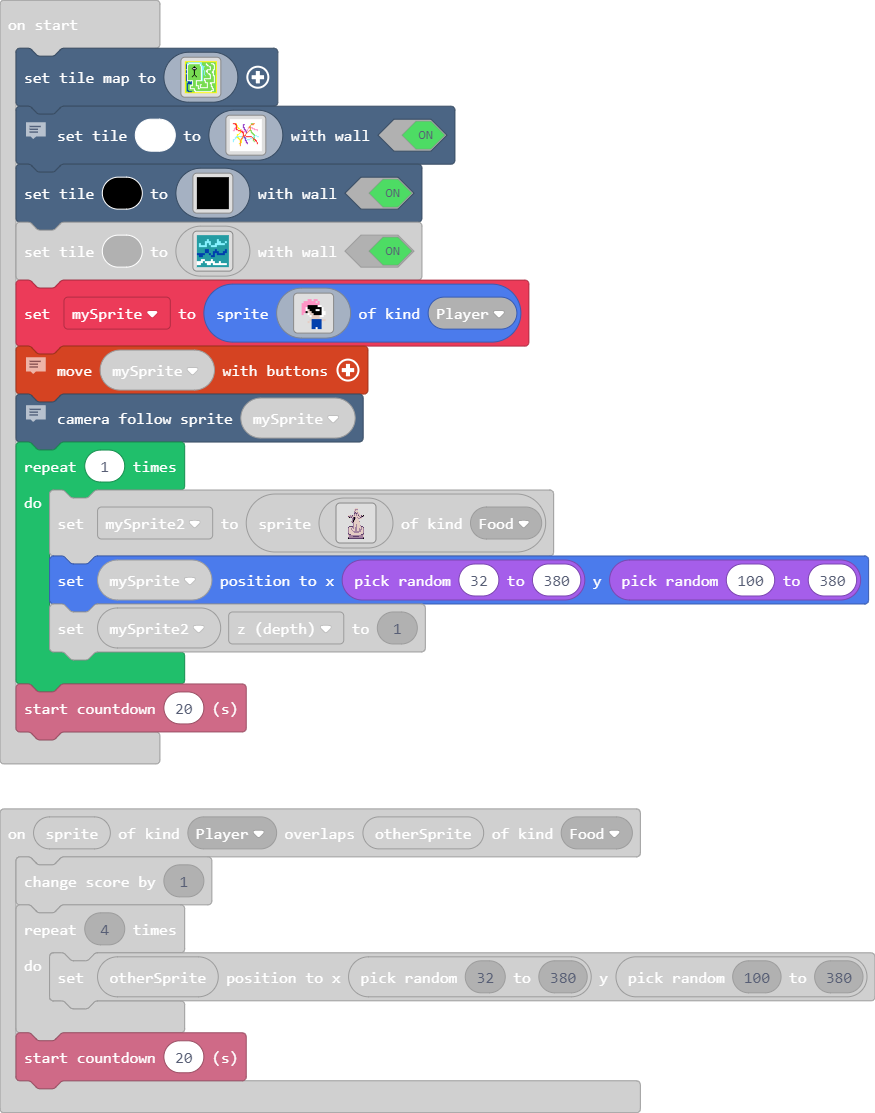 on start
set tile map to
set tile to with wall ON
set tile to with wall ON
set tile to with wall ON
set mySprite to sprite of kind Player
move mySprite with buttons
camera follow sprite mySprite
repeat 1 times
do
set mySprite2 to sprite of kind Food
set mySprite position to x pick random 32 to 380 y pick random 100 to 380
set mySprite2 z (depth) to 1
start countdown 20 (s)
on sprite of kind Player overlaps otherSprite of kind Food
change score by 1
repeat 4 times
do
set otherSprite position to x pick random 32 to 380 y pick random 100 to 380
start countdown 20 (s)